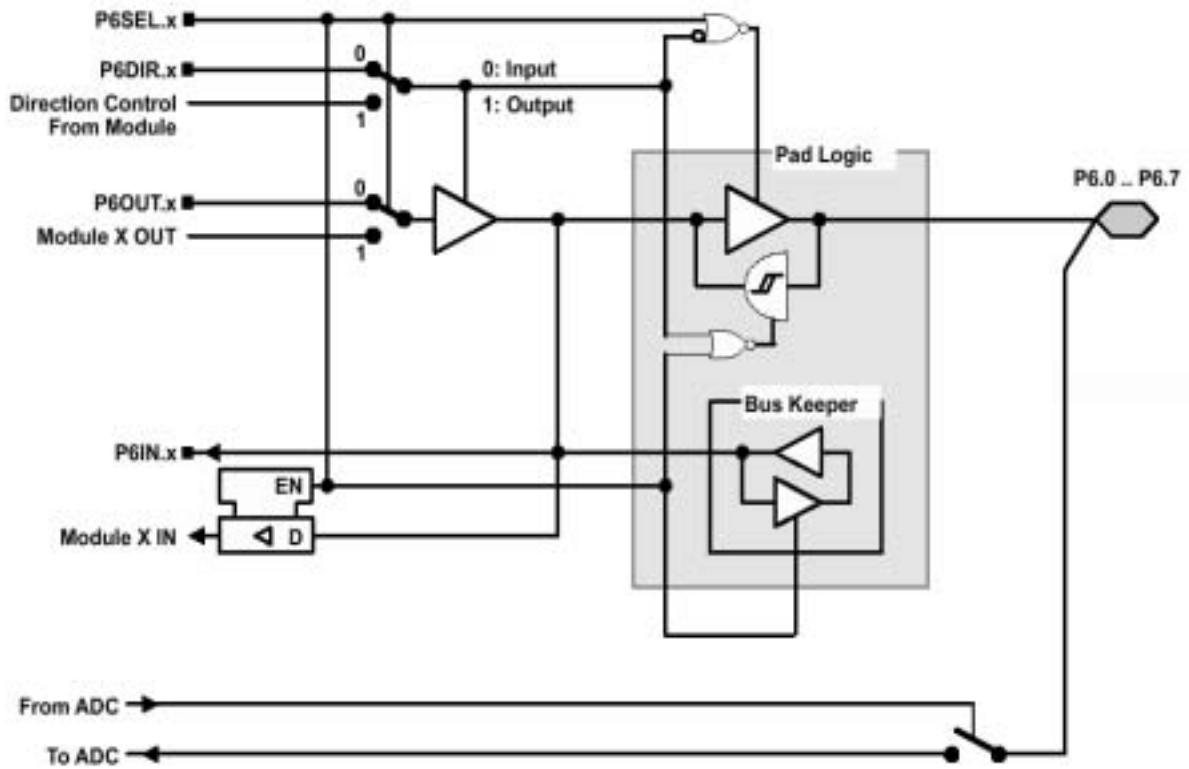 P6SEL.x
P6DIR.x
0
0: Input
1: Output
Direction Control
From Module
1
Pad Logic
P6.0 .. P6.7
P6OUT.x
0
Module X OUT
1
Bus Keeper
P6IN.x
EN
Module X IN
D
From ADC
To ADC